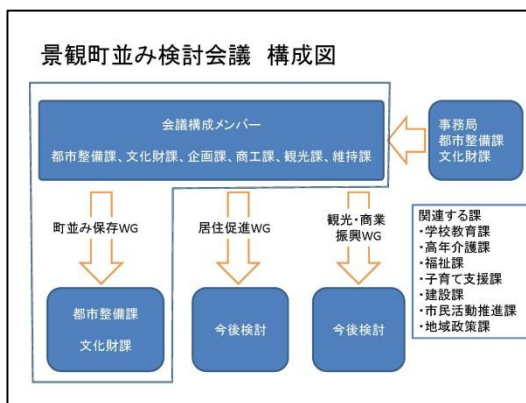 景観町並み検討会議 構成図
会議構成メンバー
都市整備課、文化財課、企画課、商工課、観光課、維持課
事務局
都市整備課
文化財課
町並み保存WG
居住促進WG
観光・商業
振興WG
都市整備課
文化財課
今後検討
今後検討
関連する課
・学校教育課
・高年介護課
・福祉課
・子育て支援課
・建設課
・市民活動推進課
・地域政策課